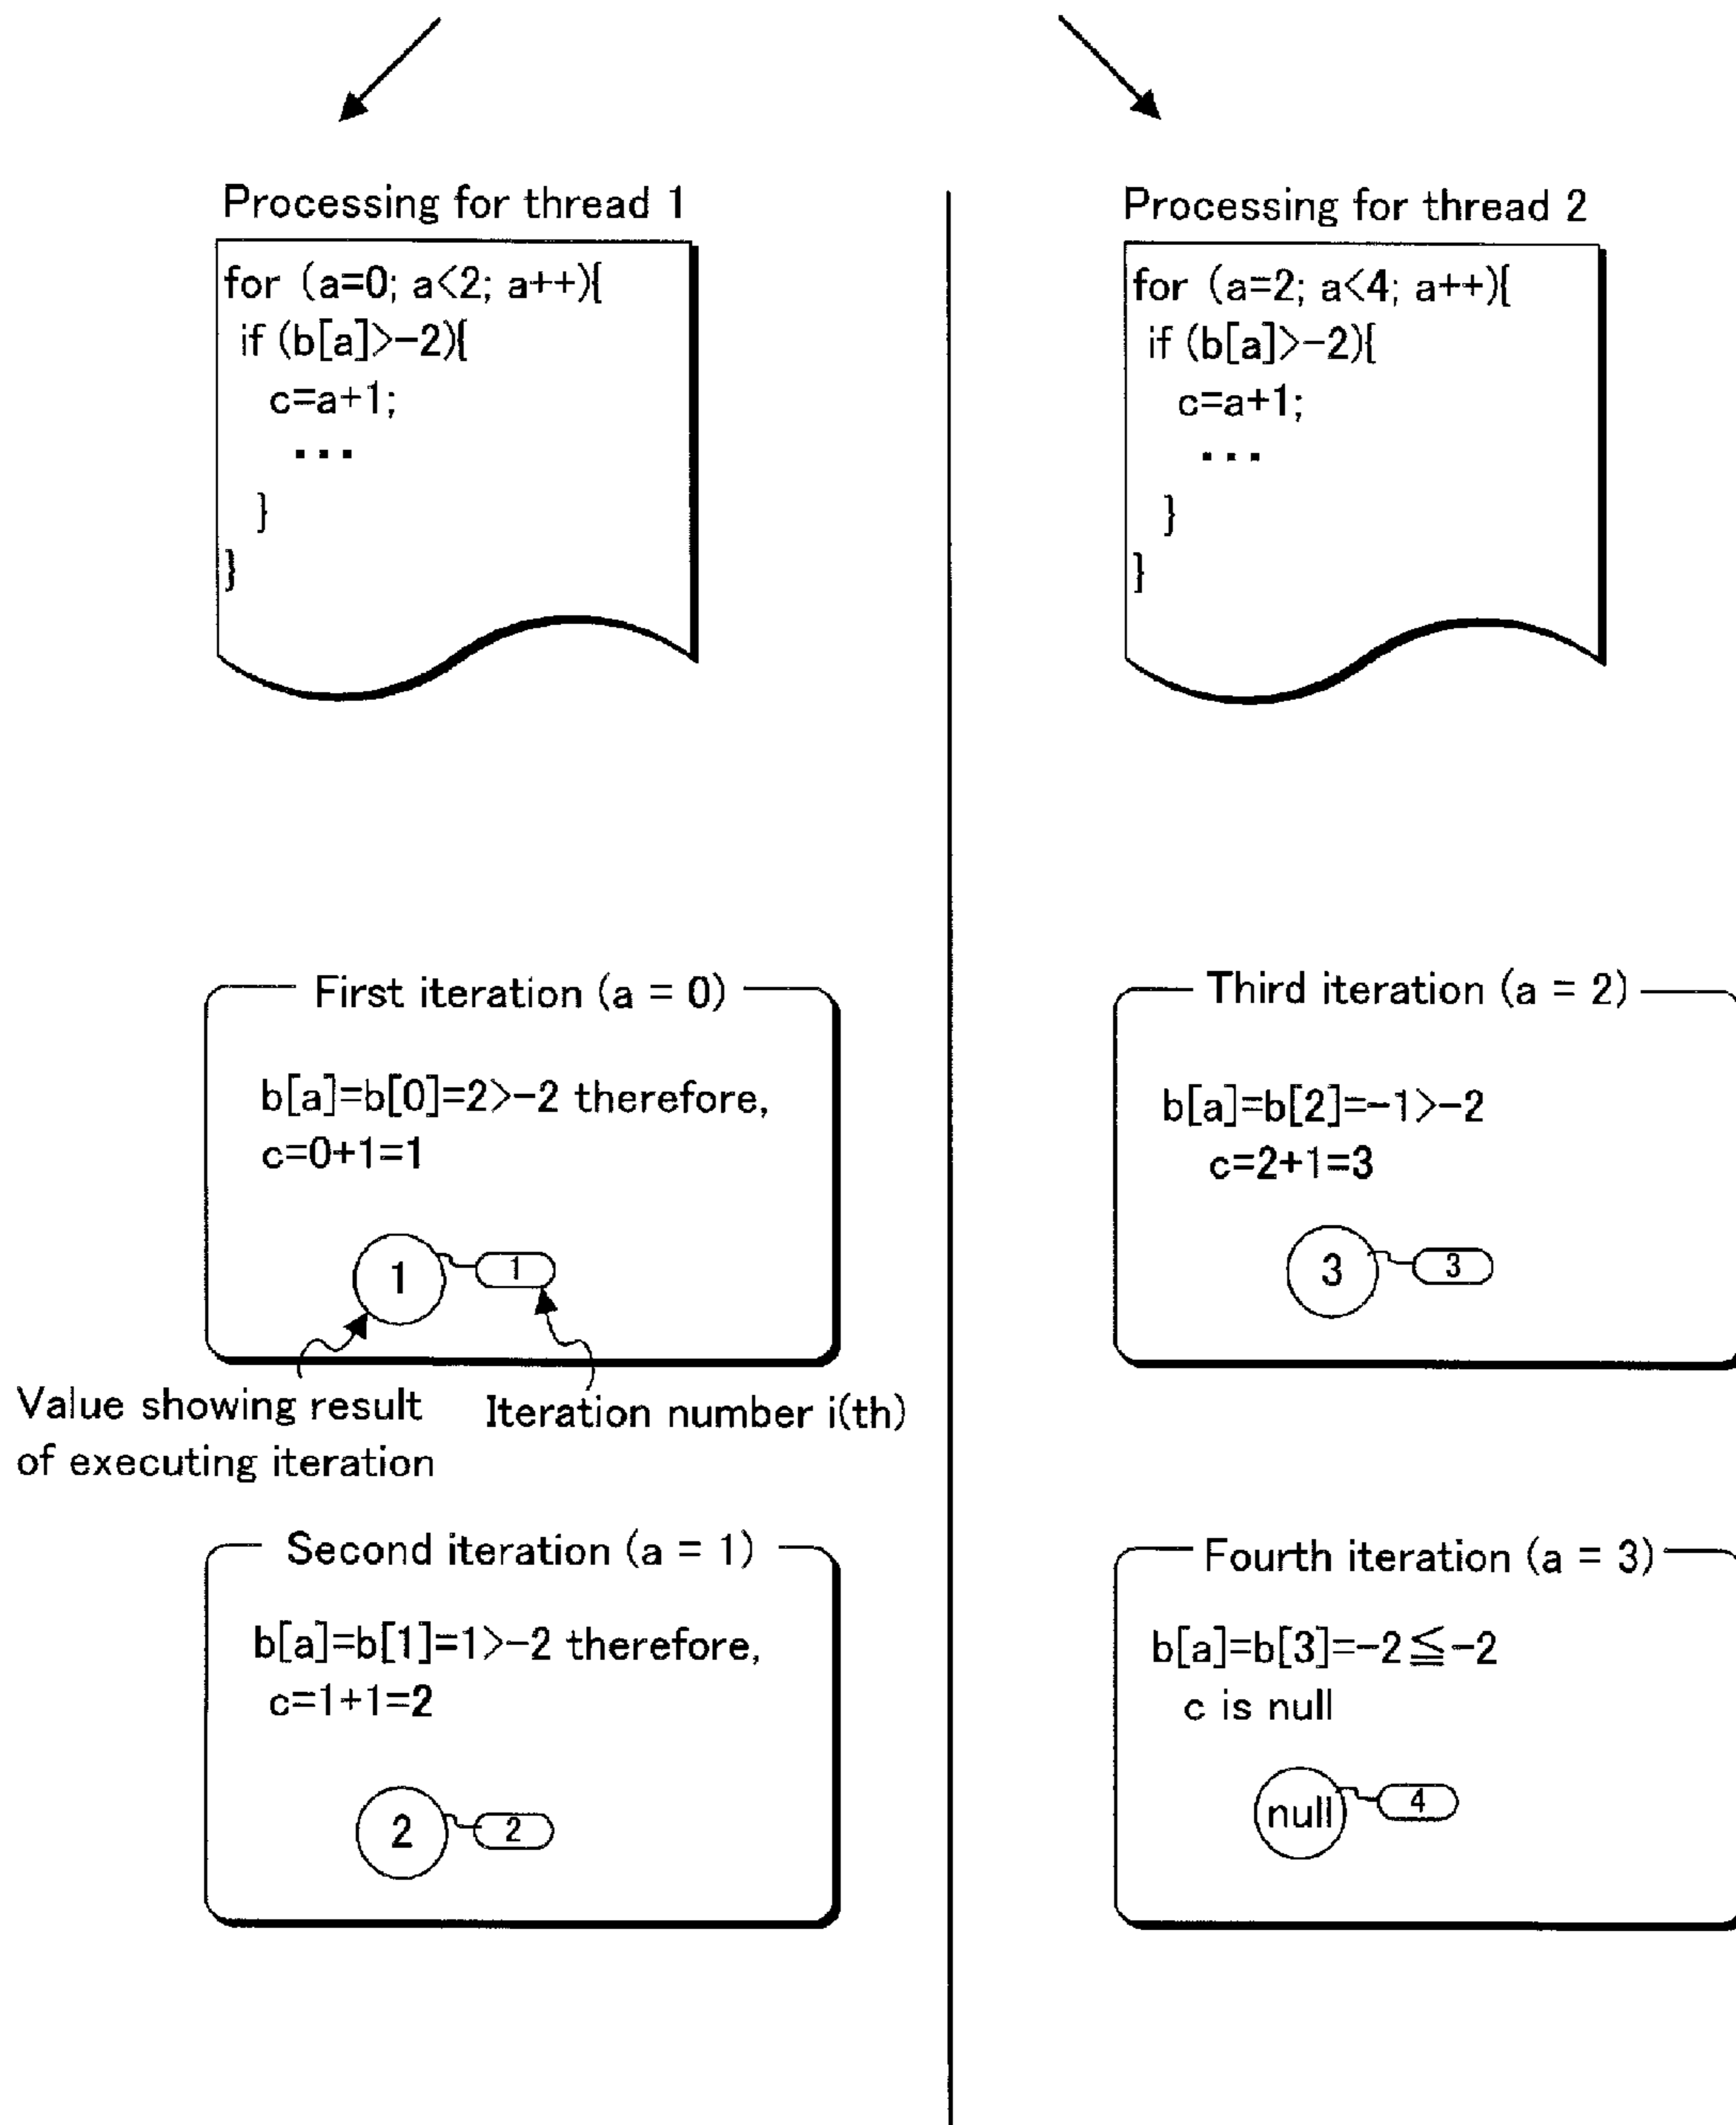 Processing for thread 1
for (a=0; a<2; a++){
if (b[a]>-2){
c=a+1;
...
}
}
First iteration (a = 0)
b[a]=b[0]=2>-2 therefore,
c=0+1=1
1
1
Value showing result
of executing iteration
Iteration number i(th)
Second iteration (a = 1)
b[a]=b[1]=1>-2 therefore,
c=1+1=2
2
2
Processing for thread 2
for (a=2; a<4; a++){
if (b[a]>-2){
c=a+1;
...
}
}
Third iteration (a = 2)
b[a]=b[2]=-1>-2
c=2+1=3
3
3
Fourth iteration (a = 3)
b[a]=b[3]=-2≦-2
c is null
null
4